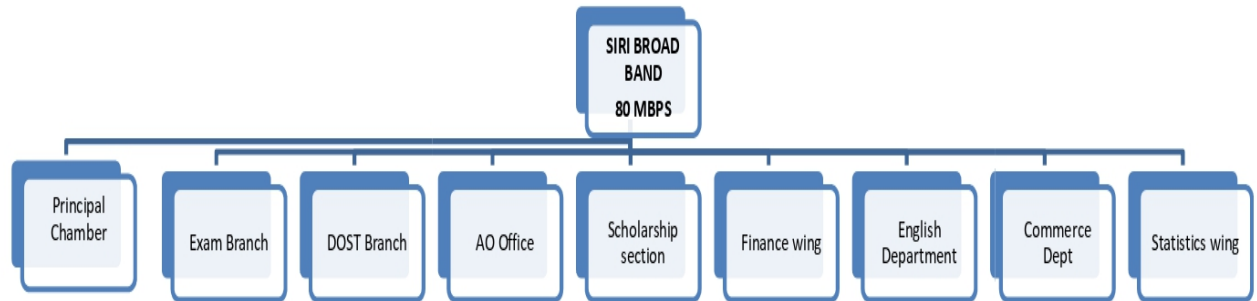 SIRI BROAD
BAND
80 MBPS
Principal
Chamber
Exam Branch
DOST Branch
AO Office
Scholarship
section
Finance wing
English
Department
Commerce
Dept
Statistics wing